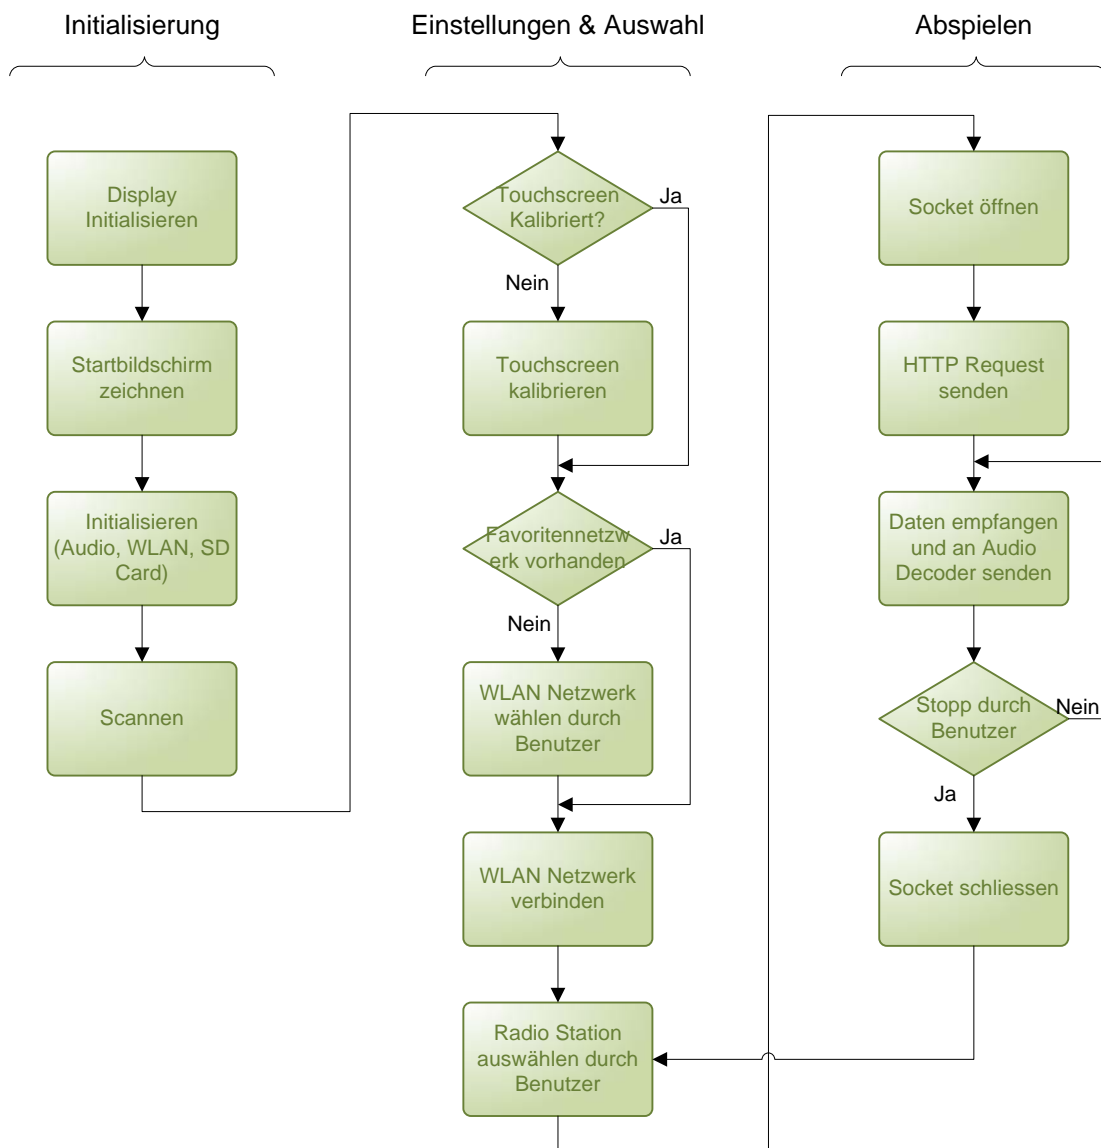 Initialisierung
Display
Initialisieren
Startbildschirm
zeichnen
Initialisieren
(Audio, WLAN, SD
Card)
Scannen
Einstellungen & Auswahl
Touchscreen
Kalibriert?
Ja
Nein
Touchscreen
kalibrieren
Favoritennetzw
erk vorhanden
Ja
Nein
WLAN Netzwerk
wählen durch
Benutzer
WLAN Netzwerk
verbinden
Radio Station
auswählen durch
Benutzer
Abspielen
Socket öffnen
HTTP Request
senden
Daten empfangen
und an Audio
Decoder senden
Stopp durch
Benutzer
Nein
Ja
Socket schliessen